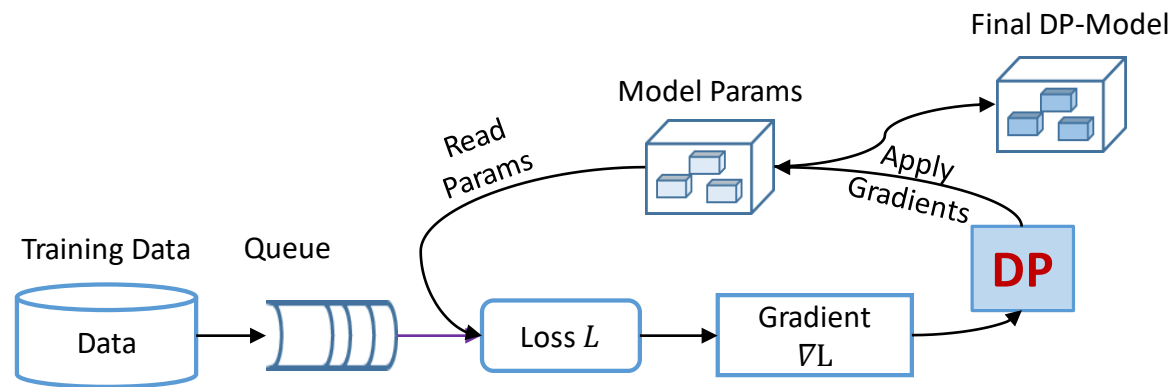 Final DP-Model
Model Params
Read
Params
Apply
Gradients
Training Data
Queue
DP
Data
Loss L
Gradient
∇L